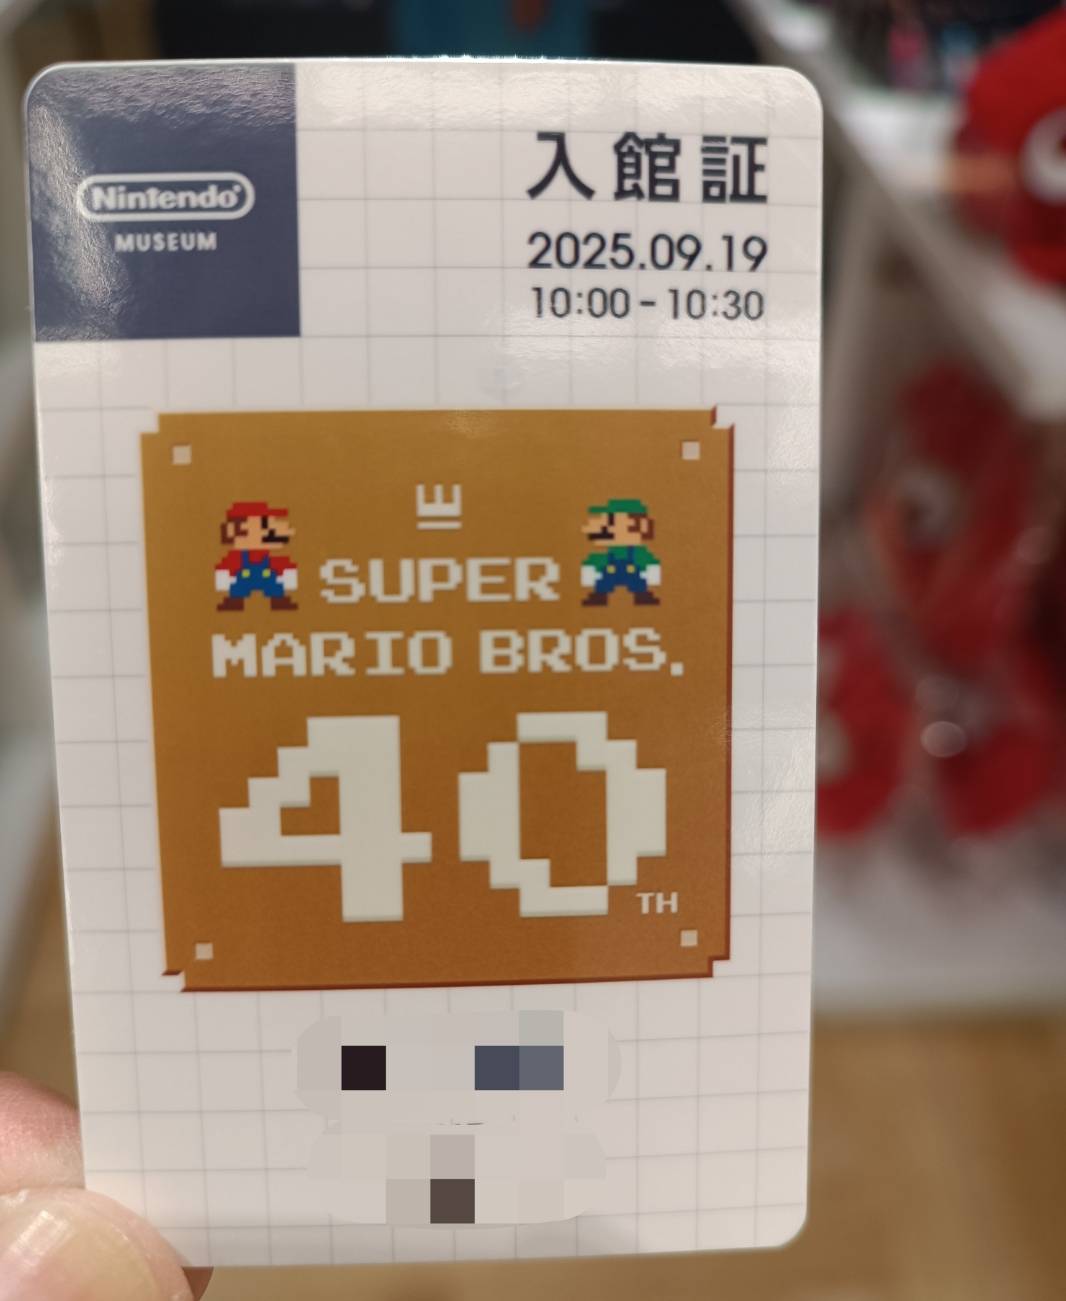 Nintendo
MUSEUM
入館証
2025.09.19
10:00 - 10:30
SUPER
MARIO BROS.
40
TH